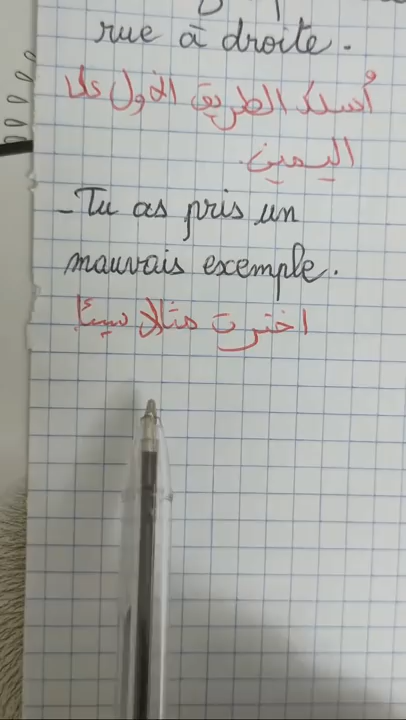 rue à droite.
أسلك الطريق الأول على
اليمين.
- Tu as pris un
mauvais exemple.
اخترت مثالا سيئا